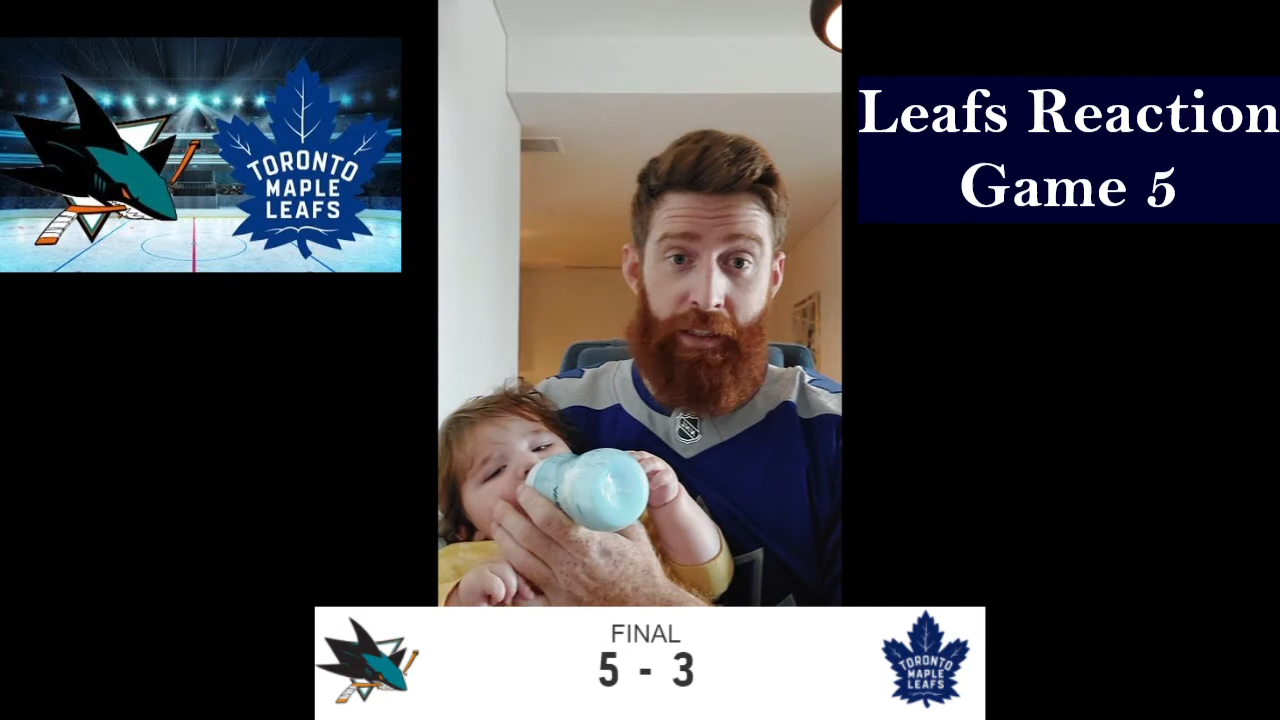 TORONTO
MAPLE
LEAFS
Leafs Reaction
Game 5
FINAL
5 - 3
TORONTO
MAPLE
LEAFS